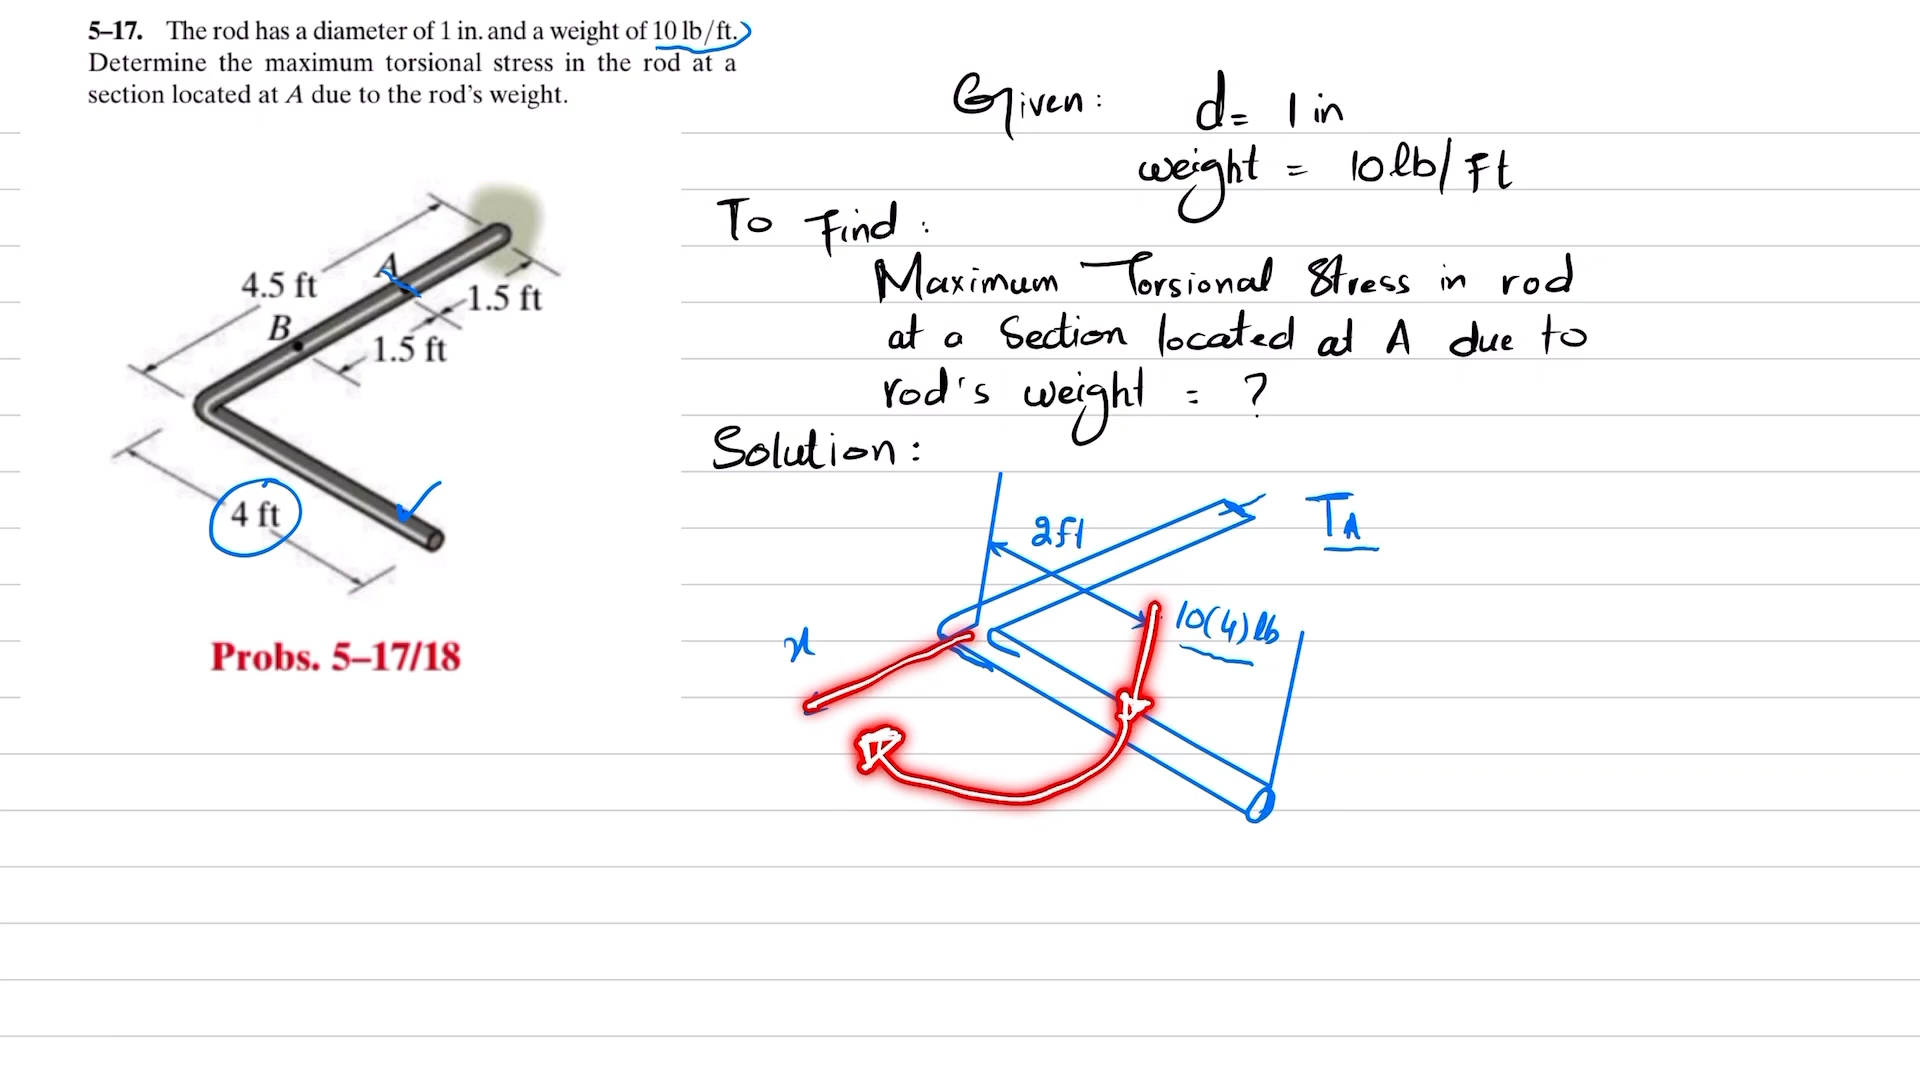 5–17. The rod has a diameter of 1 in. and a weight of 10 lb/ft.
Determine the maximum torsional stress in the rod at a
section located at A due to the rod's weight.
Given: d = 1 in
weight = 10 lb/ft
To Find:
Maximum Torsional Stress in rod
at a Section located at A due to
rod's weight = ?
Solution:
4.5 ft
A
1.5 ft
B
1.5 ft
4 ft
Probs. 5–17/18
2ft
TA
10(4) lb
x